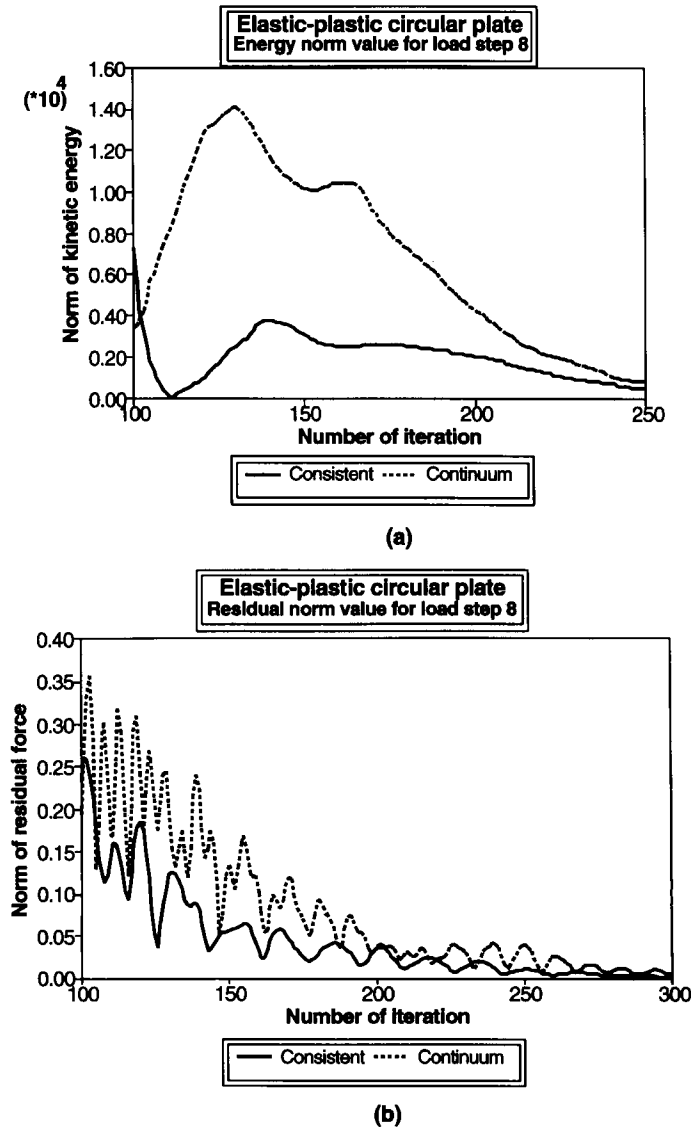 Elastic-plastic circular plate
Energy norm value for load step 8
(*10)4
1.60
1.40
1.20
1.00
0.80
0.60
0.40
0.20
0.00
Norm of kinetic energy
100 150 200 250
Number of iteration
Consistent Continuum
(a)
Elastic-plastic circular plate
Residual norm value for load step 8
0.40
0.35
0.30
0.25
0.20
0.15
0.10
0.05
0.00
Norm of residual force
100 150 200 250 300
Number of iteration
Consistent Continuum
(b)